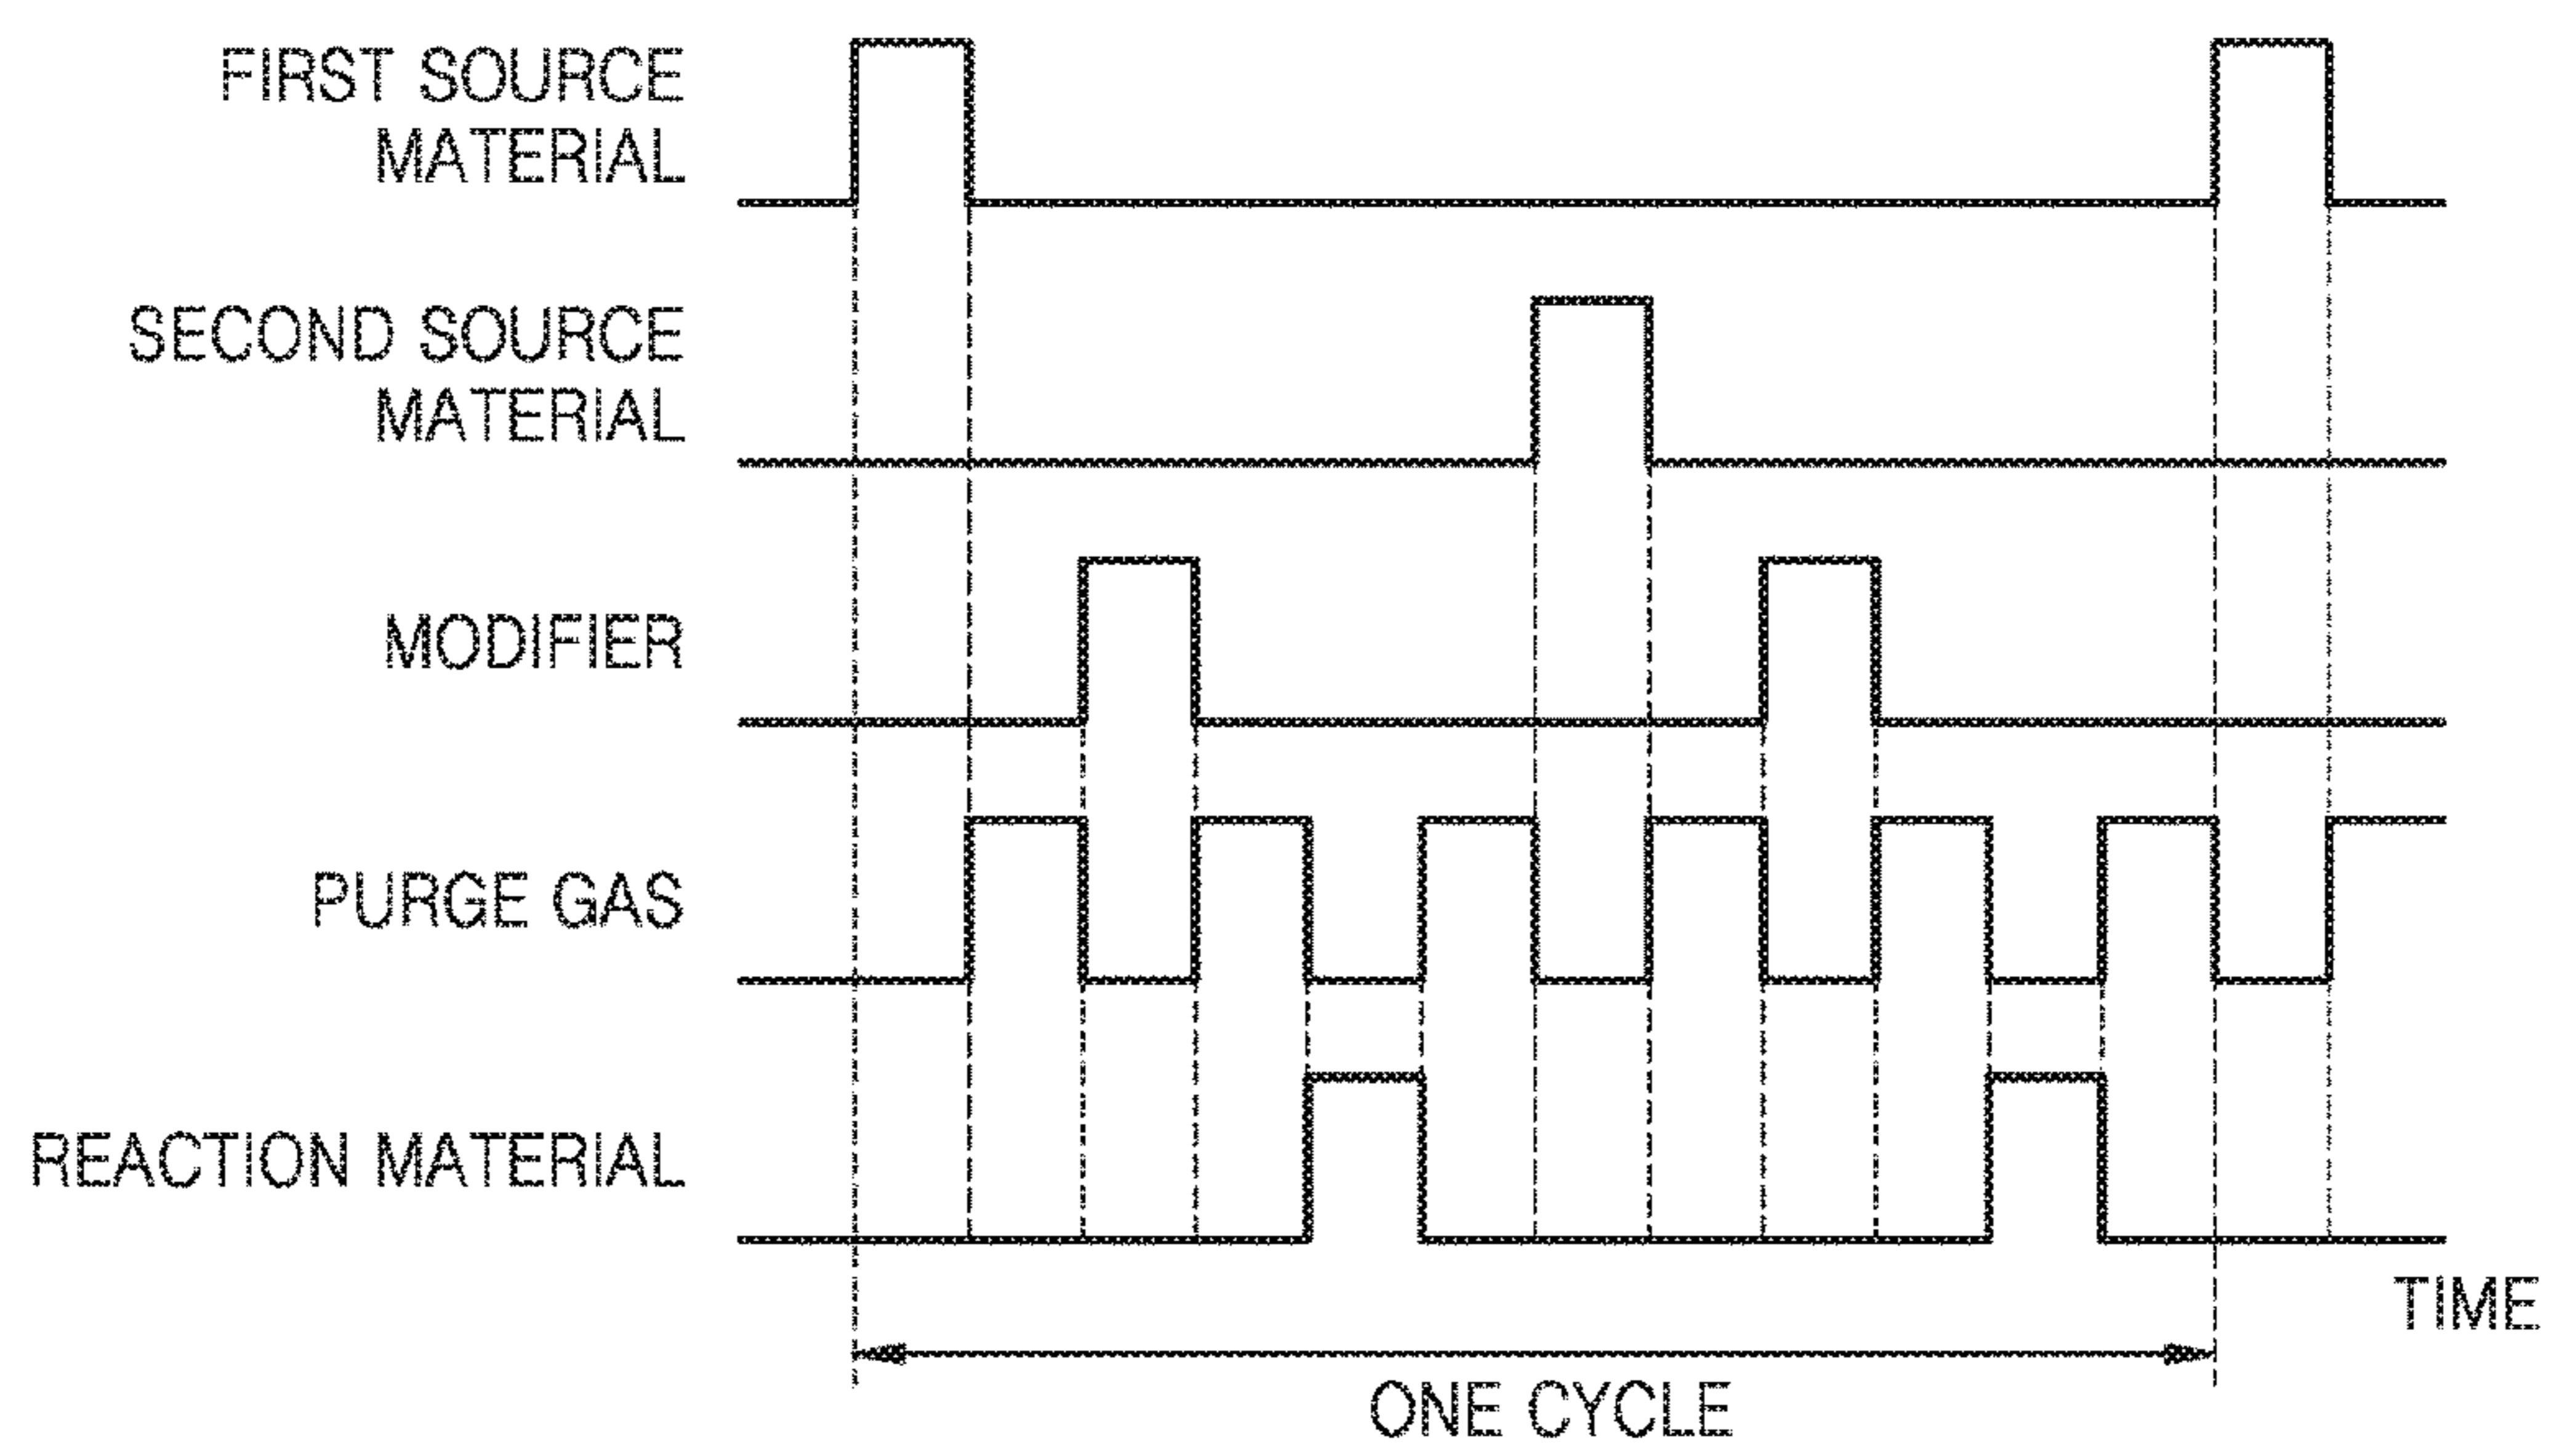 FIRST SOURCE
MATERIAL
SECOND SOURCE
MATERIAL
MODIFIER
PURGE GAS
REACTION MATERIAL
TIME
ONE CYCLE